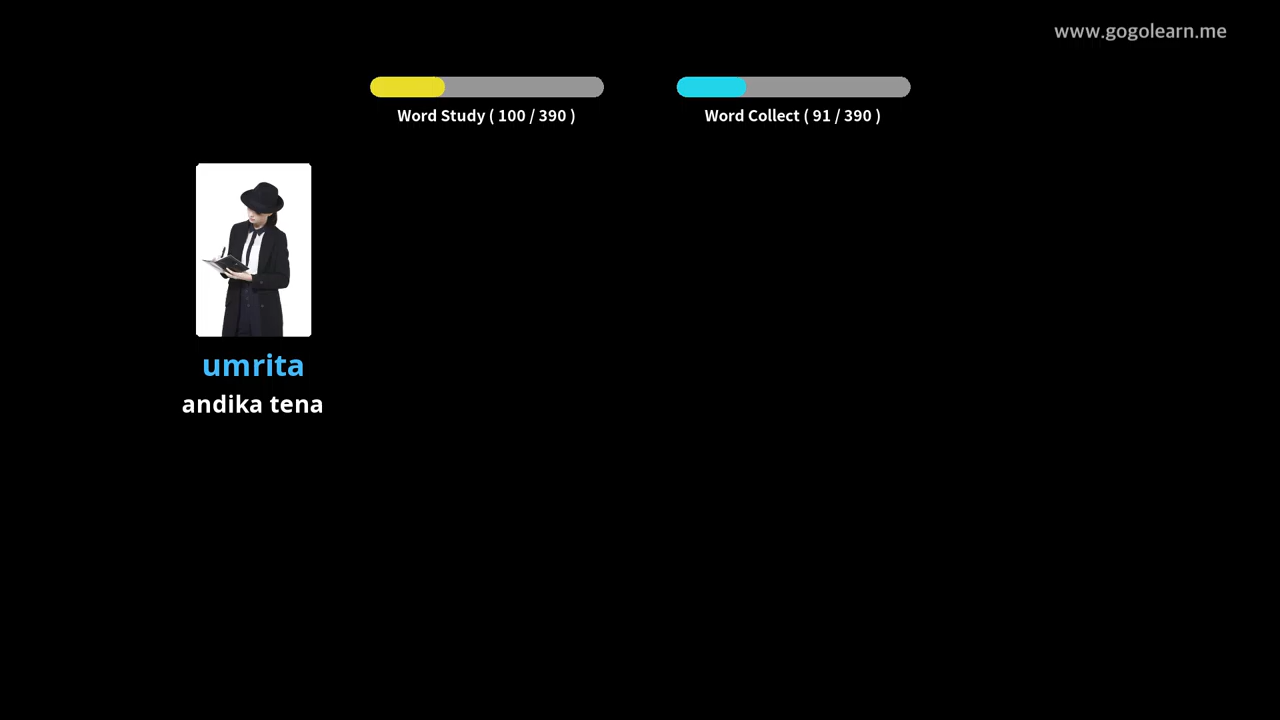 www.gogolearn.me
Word Study ( 100 / 390 )
Word Collect ( 91 / 390 )
umrita
andika tena